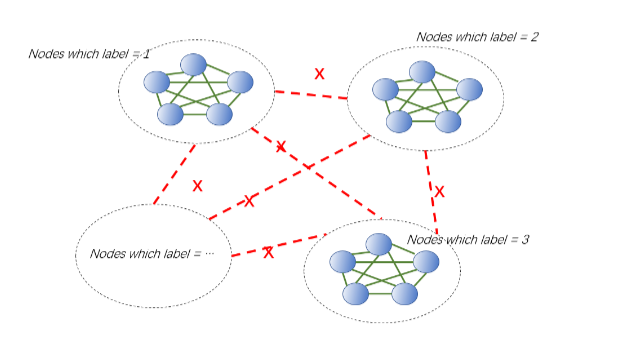 Nodes which label = 2
Nodes which label = 1
X
X
X
X
X
Nodes which label = 3
Nodes which label = ···
X